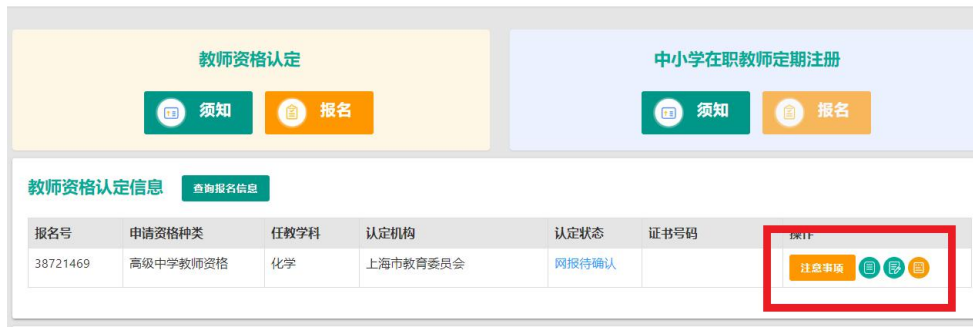 教师资格认定
中小学在职教师定期注册
须知 报名
须知 报名
教师资格认定信息 查询报名信息
报名号 申请资格种类 任教学科 认定机构 认定状态 证书号码 操作
38721469 高级中学教师资格 化学 上海市教育委员会 网报待确认 注意事项